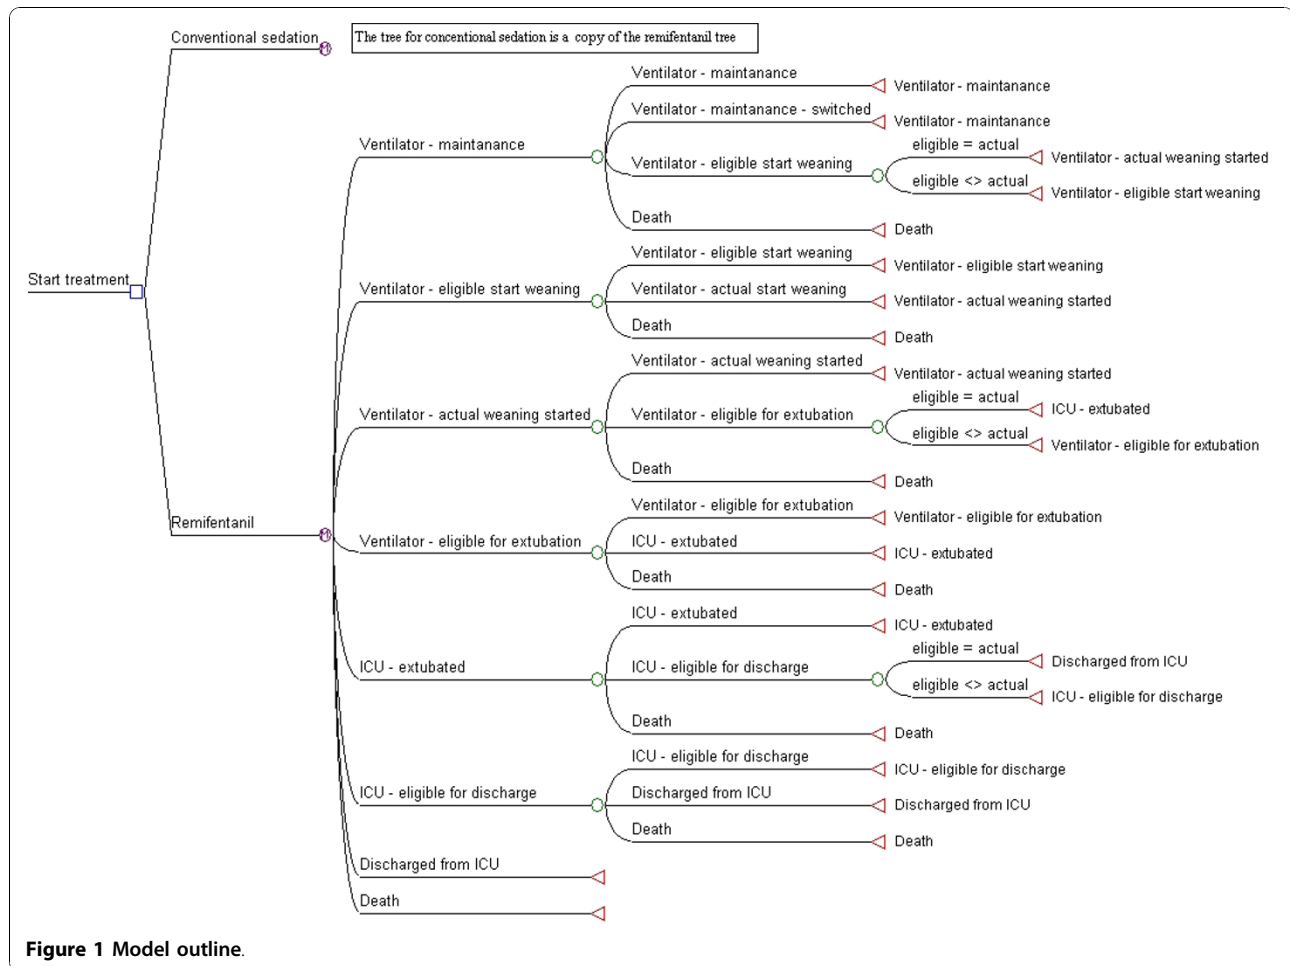 Conventional sedation
The tree for concentional sedation is a copy of the remifentanil tree
Start treatment
Remifentanil
Ventilator - maintanance
Ventilator - maintanance
Ventilator - maintanance
Ventilator - maintanance - switched
Ventilator - maintanance
Ventilator - eligible start weaning
eligible = actual
Ventilator - actual weaning started
eligible <> actual
Ventilator - eligible start weaning
Death
Death
Ventilator - eligible start weaning
Ventilator - eligible start weaning
Ventilator - eligible start weaning
Ventilator - actual start weaning
Ventilator - actual weaning started
Death
Death
Ventilator - actual weaning started
Ventilator - actual weaning started
Ventilator - actual weaning started
Ventilator - eligible for extubation
eligible = actual
ICU - extubated
eligible <> actual
Ventilator - eligible for extubation
Death
Death
Ventilator - eligible for extubation
Ventilator - eligible for extubation
Ventilator - eligible for extubation
ICU - extubated
ICU - extubated
Death
Death
ICU - extubated
ICU - extubated
ICU - extubated
ICU - eligible for discharge
eligible = actual
Discharged from ICU
eligible <> actual
ICU - eligible for discharge
Death
Death
ICU - eligible for discharge
ICU - eligible for discharge
ICU - eligible for discharge
Discharged from ICU
Discharged from ICU
Death
Death
Discharged from ICU
Death
Figure 1 Model outline.